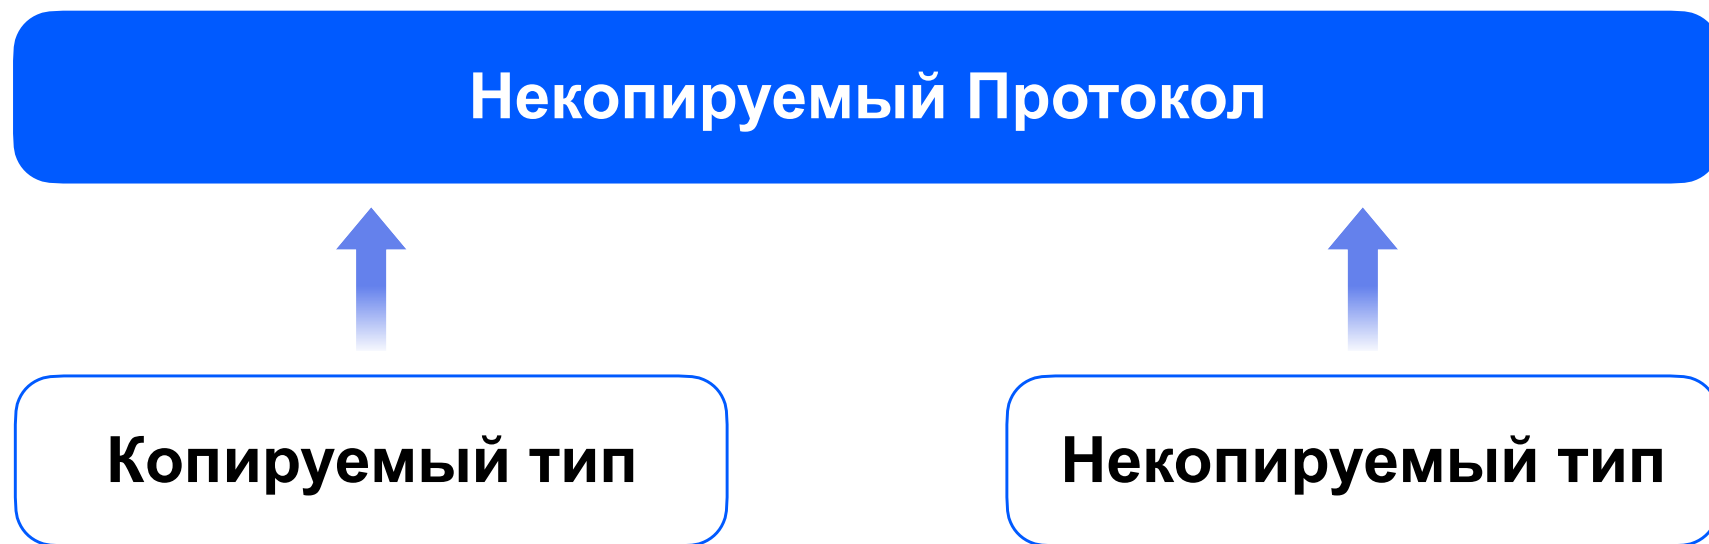 Некопируемый Протокол
Копируемый тип
Некопируемый тип